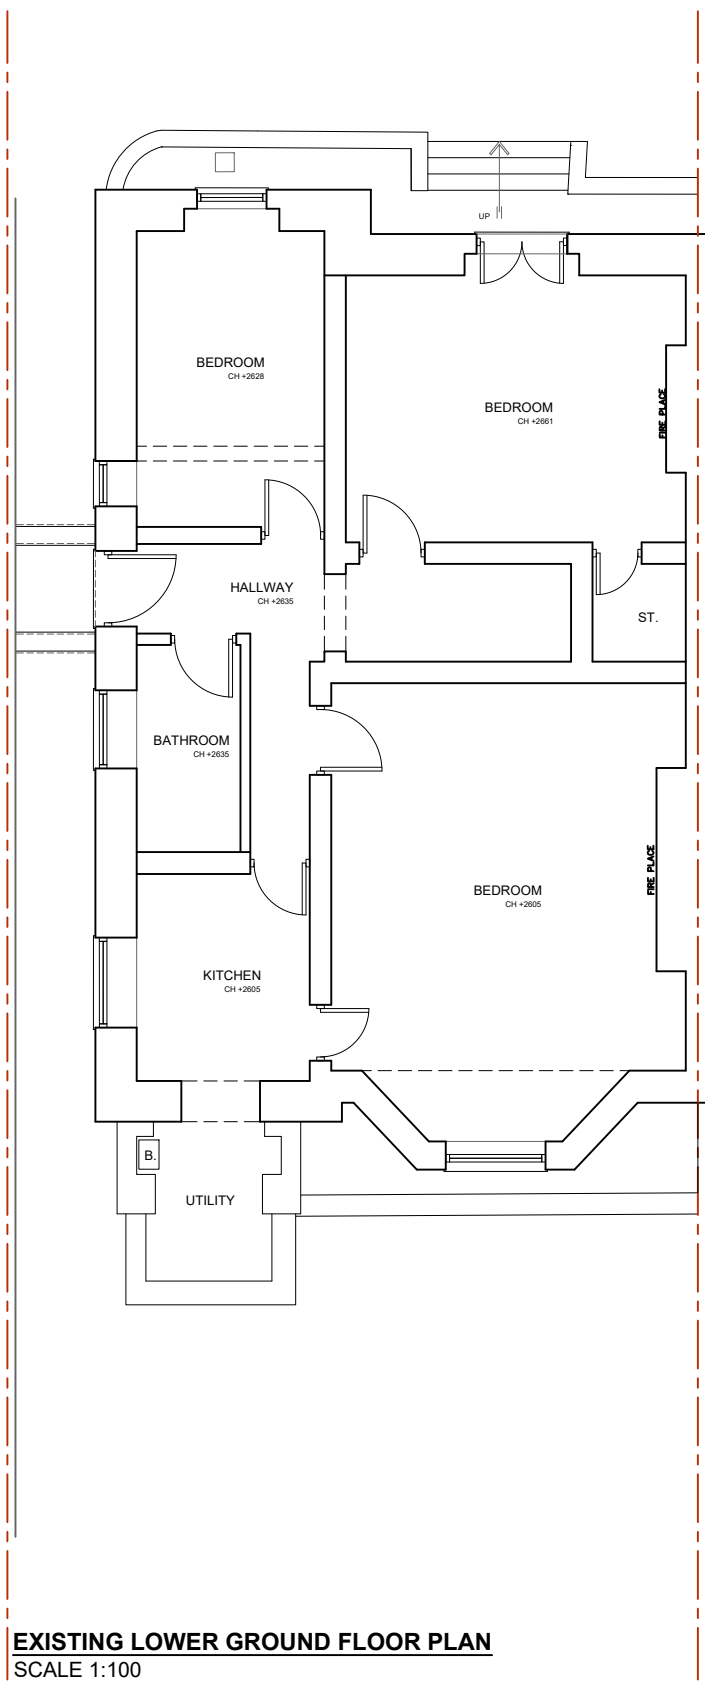 UP
BEDROOM
CH +2628
BEDROOM
CH +2661
FIRE PLACE
HALLWAY
CH +2635
ST.
BATHROOM
CH +2635
BEDROOM
CH +2605
FIRE PLACE
KITCHEN
CH +2605
B.
UTILITY
EXISTING LOWER GROUND FLOOR PLAN
SCALE 1:100